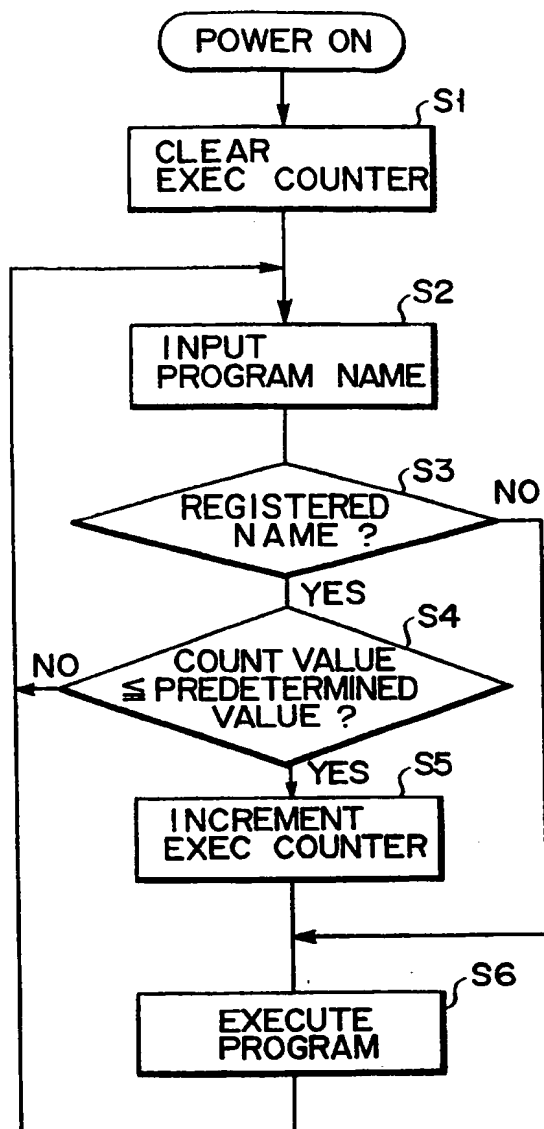 POWER ON
S1
CLEAR
EXEC COUNTER
S2
INPUT
PROGRAM NAME
S3
REGISTERED
NAME ?
NO
YES
S4
NO
COUNT VALUE
≦ PREDETERMINED
VALUE ?
YES
S5
INCREMENT
EXEC COUNTER
S6
EXECUTE
PROGRAM